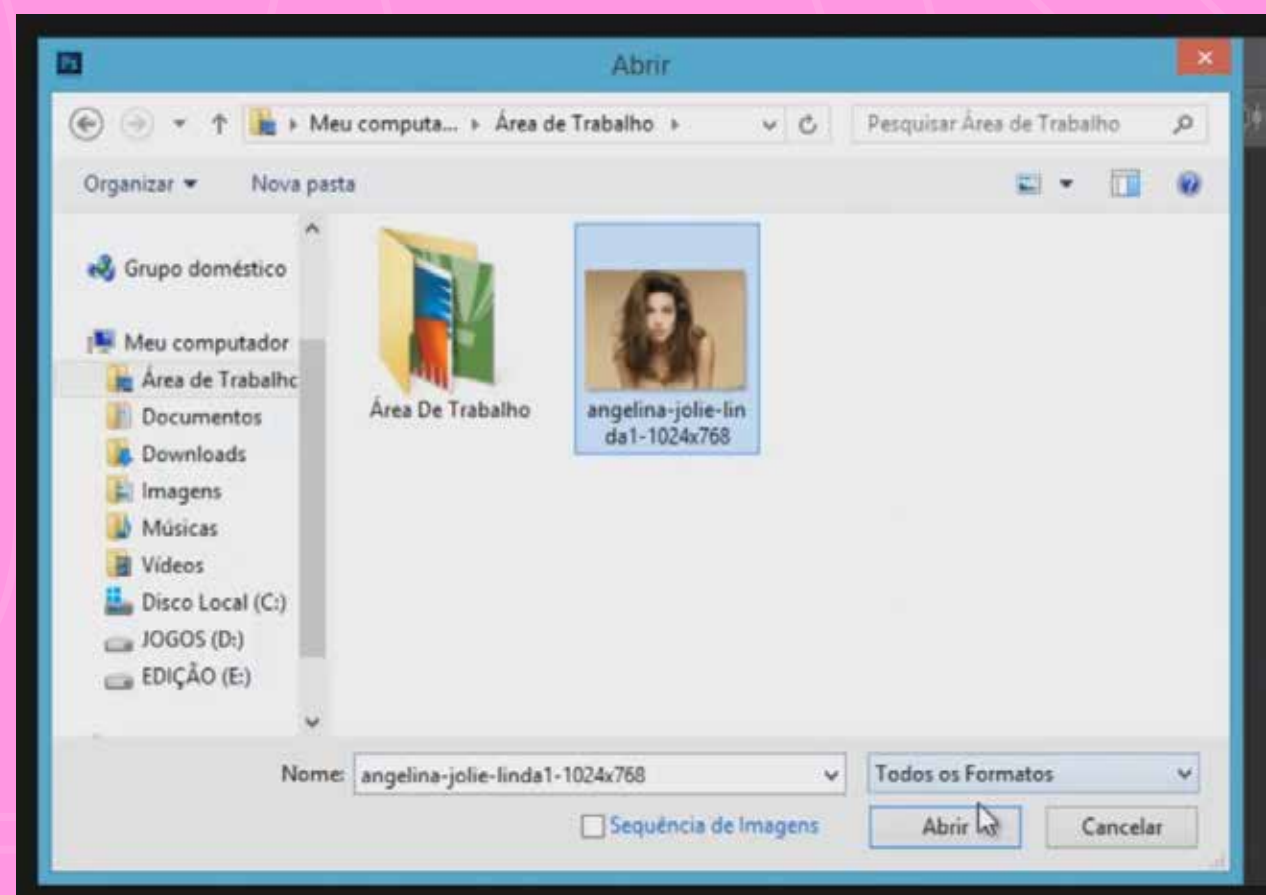 Ps
Abrir
Meu computa... Área de Trabalho
Pesquisar Área de Trabalho
Organizar
Nova pasta
Grupo doméstico
Meu computador
Área de Trabalho
Documentos
Downloads
Imagens
Músicas
Vídeos
Disco Local (C:)
JOGOS (D:)
EDIÇÃO (E:)
Área De Trabalho
angelina-jolie-lin
da1-1024x768
Nome:
angelina-jolie-linda1-1024x768
Todos os Formatos
Sequência de Imagens
Abrir
Cancelar